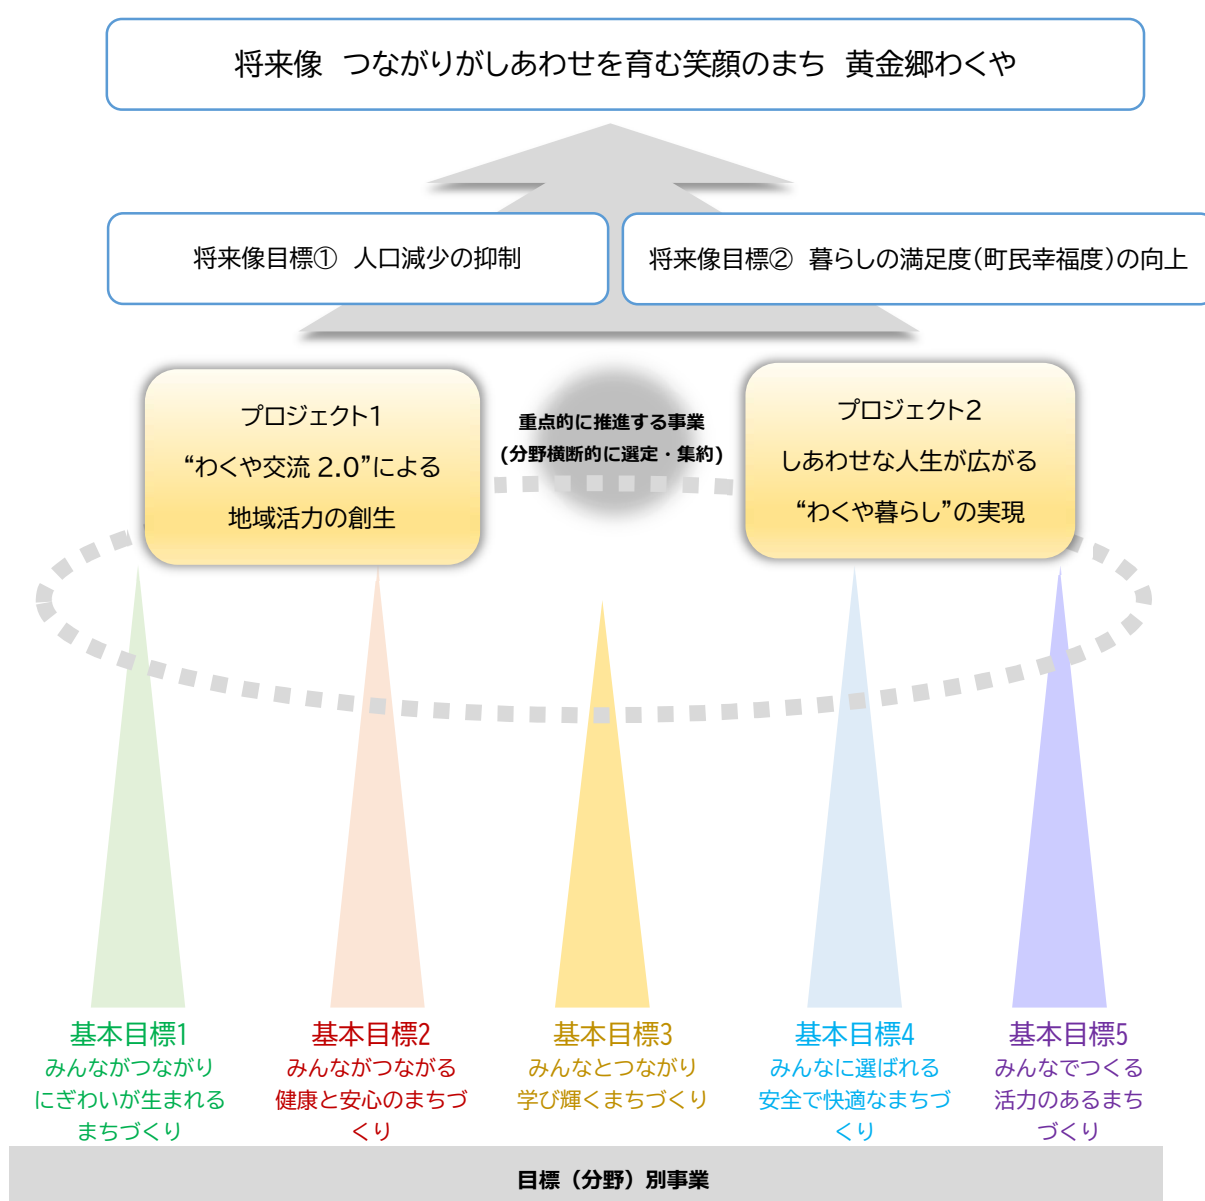 将来像　つながりがしあわせを育む笑顔のまち　黄金郷わくや
将来像目標①　人口減少の抑制
将来像目標②　暮らしの満足度(町民幸福度)の向上
プロジェクト1
“わくや交流 2.0”による
地域活力の創生
重点的に推進する事業
(分野横断的に選定・集約)
プロジェクト2
しあわせな人生が広がる
“わくや暮らし”の実現
基本目標1
みんながつながり
にぎわいが生まれる
まちづくり
基本目標2
みんながつながる
健康と安心のまちづ
くり
基本目標3
みんなとつながり
学び輝くまちづくり
基本目標4
みんなに選ばれる
安全で快適なまちづ
くり
基本目標5
みんなでつくる
活力のあるまち
づくり
目標（分野）別事業